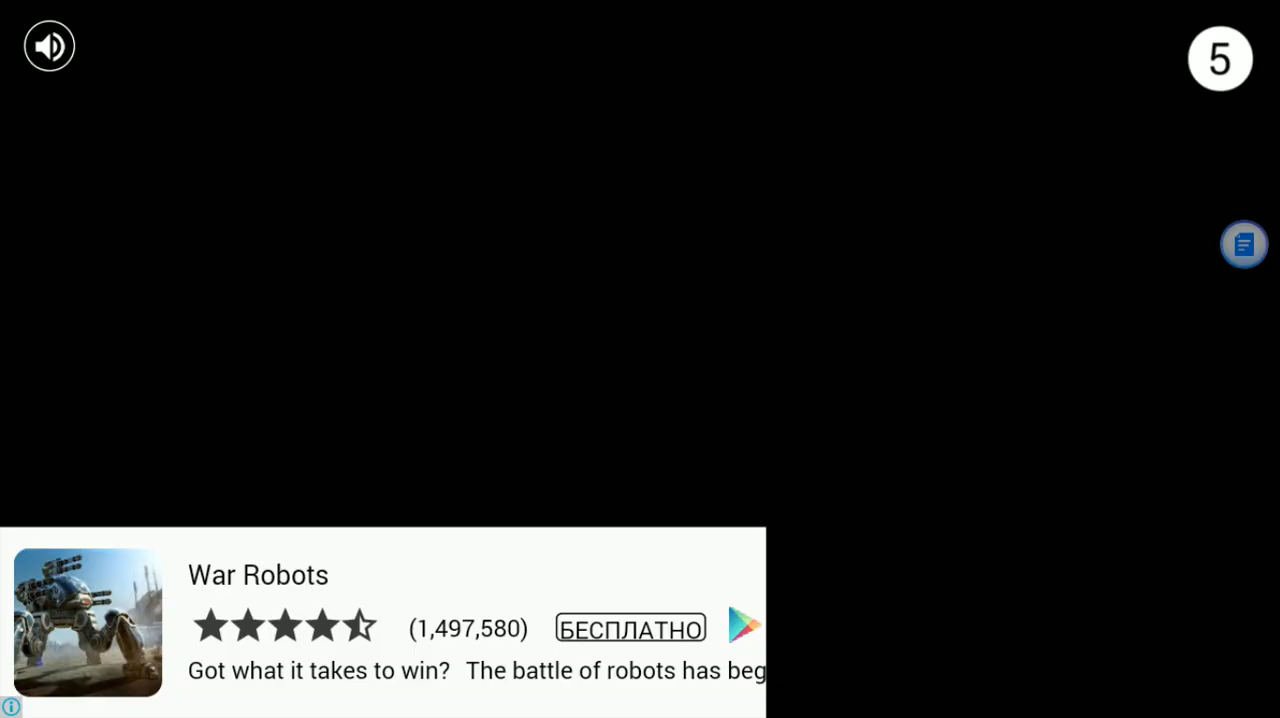 5
War Robots
(1,497,580) БЕСПЛАТНО
Got what it takes to win? The battle of robots has beg